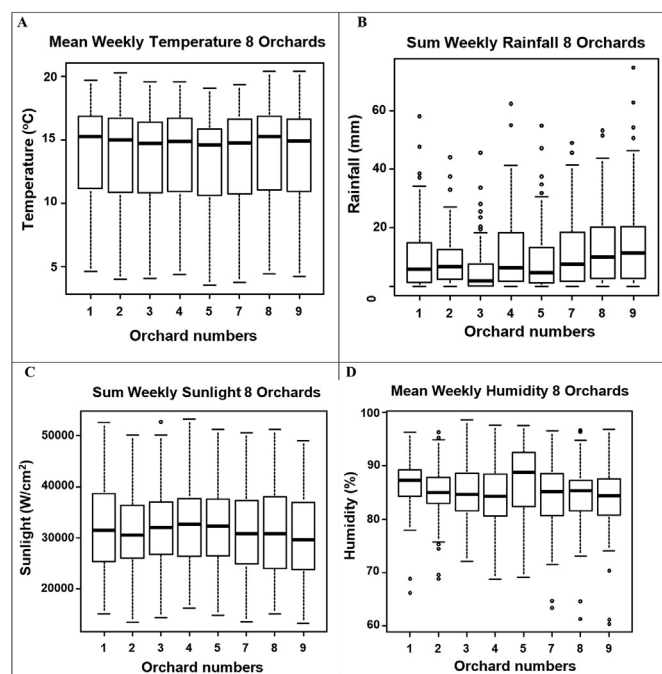 A
Mean Weekly Temperature 8 Orchards
Temperature (ºC)
20
15
10
5
1 2 3 4 5 7 8 9
Orchard numbers
B
Sum Weekly Rainfall 8 Orchards
Rainfall (mm)
60
40
20
0
1 2 3 4 5 7 8 9
Orchard numbers
C
Sum Weekly Sunlight 8 Orchards
Sunlight (W/cm²)
50000
40000
30000
20000
1 2 3 4 5 7 8 9
Orchard numbers
D
Mean Weekly Humidity 8 Orchards
Humidity (%)
100
90
80
70
60
1 2 3 4 5 7 8 9
Orchard numbers